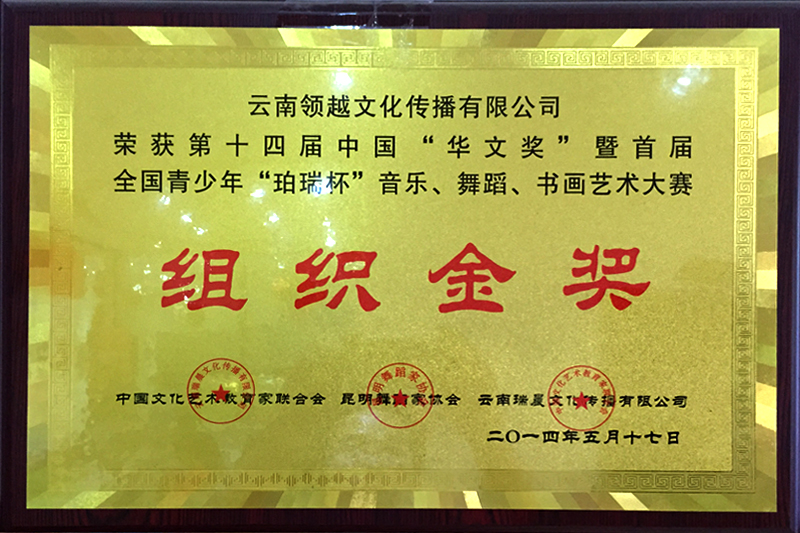 云南领越文化传播有限公司
荣获第十四届中国“华文奖”暨首届
全国青少年“珀瑞杯”音乐、舞蹈、书画艺术大赛
组织金奖
中国文化艺术教育家联合会 昆明舞蹈家协会 云南瑞晟文化传播有限公司
二〇一四年五月十七日